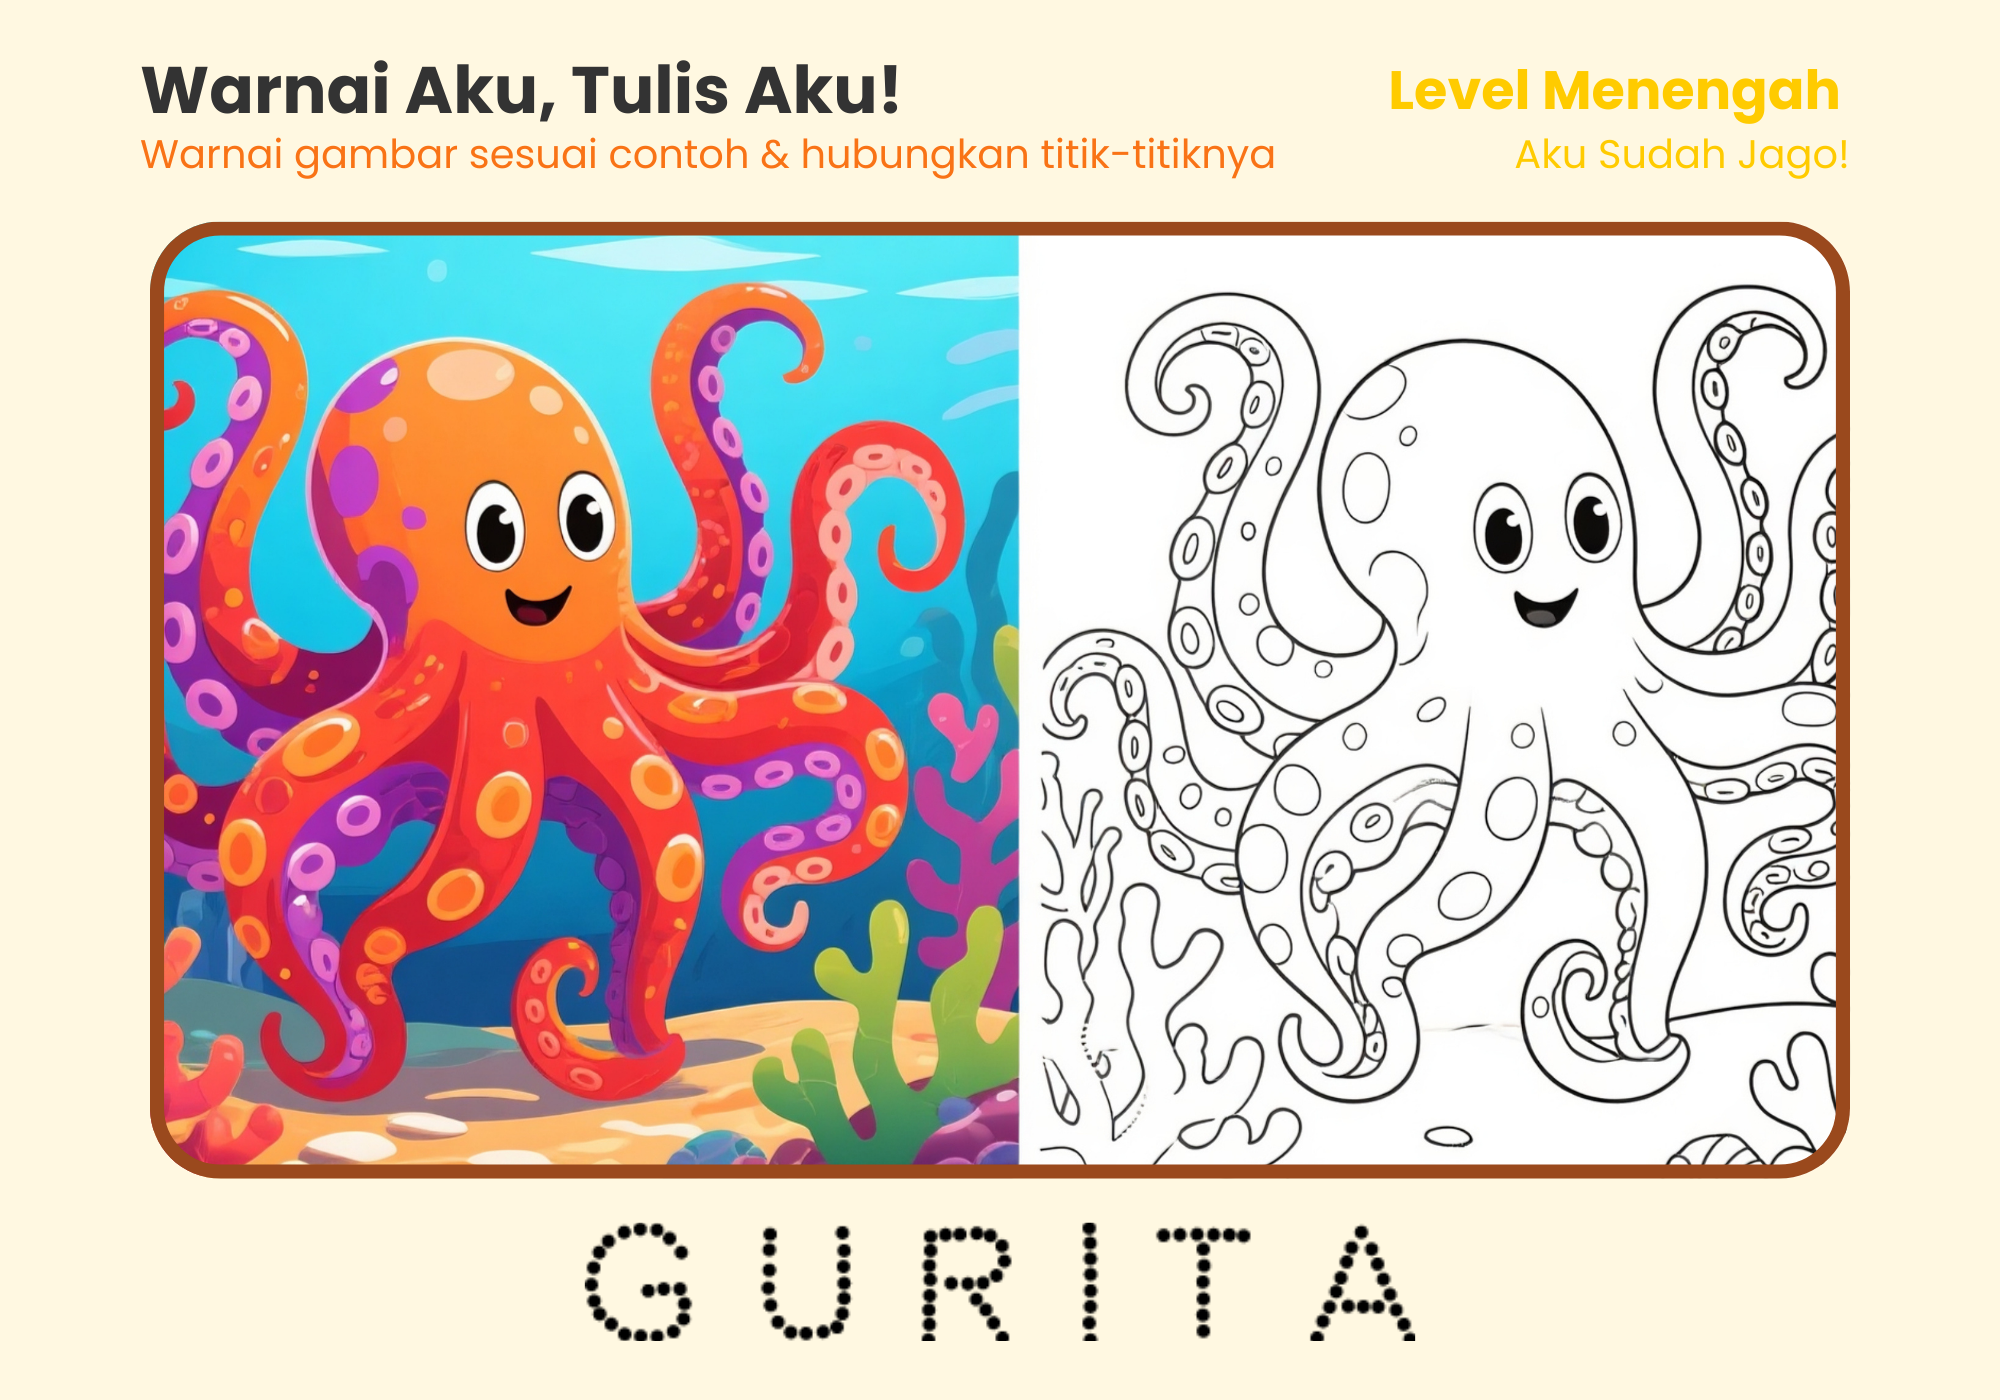 Warnai Aku, Tulis Aku!
Warnai gambar sesuai contoh & hubungkan titik-titiknya
Level Menengah
Aku Sudah Jago!
GURITA